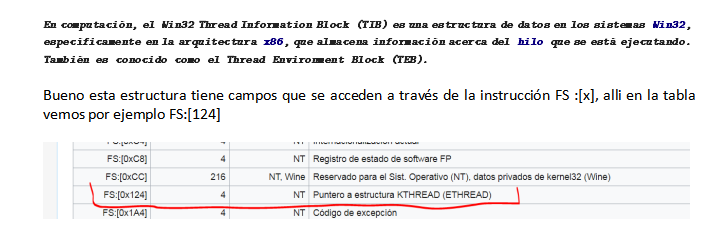 En computación, el Win32 Thread Information Block (TIB) es una estructura de datos en los sistemas Win32,
específicamente en la arquitectura x86, que almacena información acerca del hilo que se está ejecutando.
También es conocido como el Thread Environment Block (TEB).
Bueno esta estructura tiene campos que se acceden a través de la instrucción FS :[x], alli en la tabla
vemos por ejemplo FS:[124]
FS:[0xC8] 4 NT Registro de estado de software FP
FS:[0xCC] 216 NT, Wine Reservado para el Sist. Operativo (NT), datos privados de kernel32 (Wine)
FS:[0x124] 4 NT Puntero a estructura KTHREAD (ETHREAD)
FS:[0x1A4] 4 NT Código de excepción